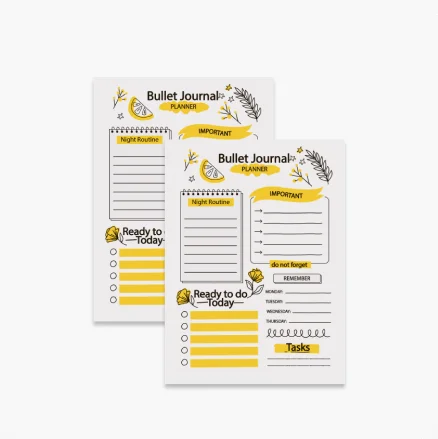 Bullet Journal
PLANNER
IMPORTANT
Night Routine
Ready to
Today
Bullet Journal
PLANNER
Night Routine
IMPORTANT
do not forget
REMEMBER
MONDAY:
TUESDAY:
WEDNESDAY:
THURSDAY:
Ready to do
Today
Tasks